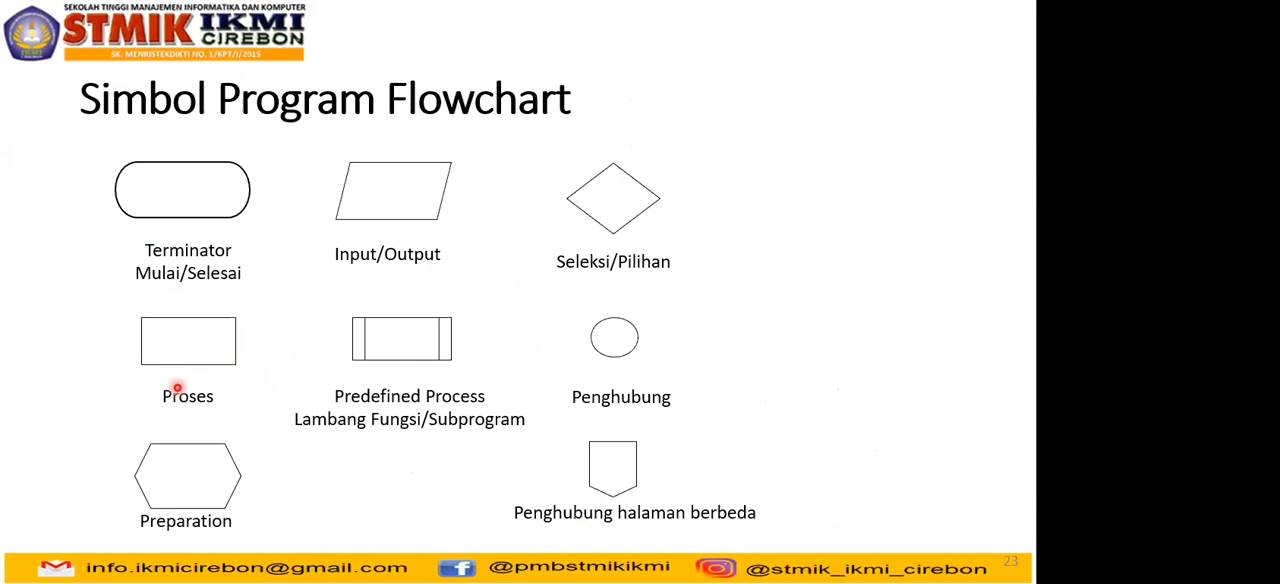 SEKOLAH TINGGI MANAJEMEN INFORMATIKA DAN KOMPUTER
STMIK IKMI
CIREBON
SK. MENRISTEKDIKTI NO. 1/KPT/I/2015
Simbol Program Flowchart
Terminator
Mulai/Selesai
Input/Output
Seleksi/Pilihan
Proses
Predefined Process
Lambang Fungsi/Subprogram
Penghubung
Preparation
Penghubung halaman berbeda
info.ikmicirebon@gmail.com
@pmbstmikikmi
@stmik_ikmi_cirebon
23